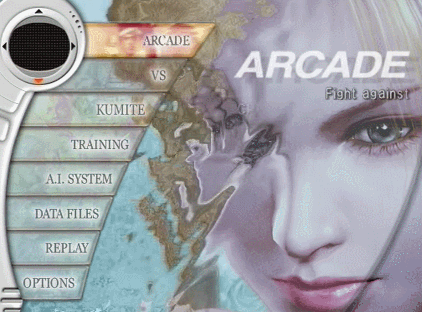 ARCADE
VS
KUMITE
TRAINING
A.I. SYSTEM
DATA FILES
REPLAY
OPTIONS
ARCADE
Fight against